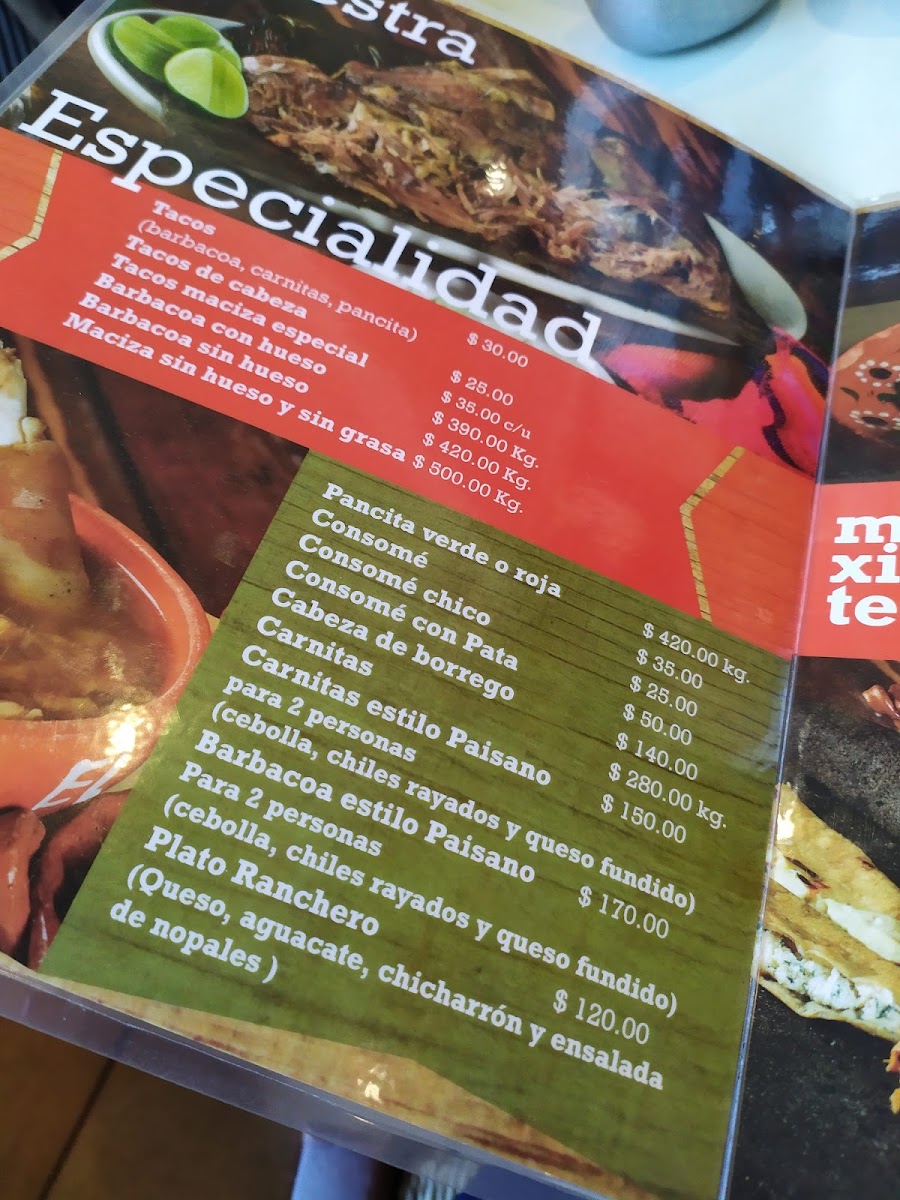 Especialidad
Tacos
(barbacoa, carnitas, pancita) $ 30.00
Tacos de cabeza $ 25.00
Tacos maciza especial $ 35.00 c/u
Barbacoa con hueso $ 390.00 Kg.
Barbacoa sin hueso $ 420.00 Kg.
Maciza sin hueso y sin grasa $ 500.00 Kg.
Pancita verde o roja $ 420.00 kg.
Consomé $ 35.00
Consomé chico $ 25.00
Consomé con Pata $ 50.00
Cabeza de borrego $ 140.00
Carnitas $ 280.00 kg.
Carnitas estilo Paisano $ 150.00
para 2 personas
(cebolla, chiles rayados y queso fundido)
Barbacoa estilo Paisano $ 170.00
Para 2 personas
(cebolla, chiles rayados y queso fundido)
Plato Ranchero $ 120.00
(Queso, aguacate, chicharrón y ensalada
de nopales )